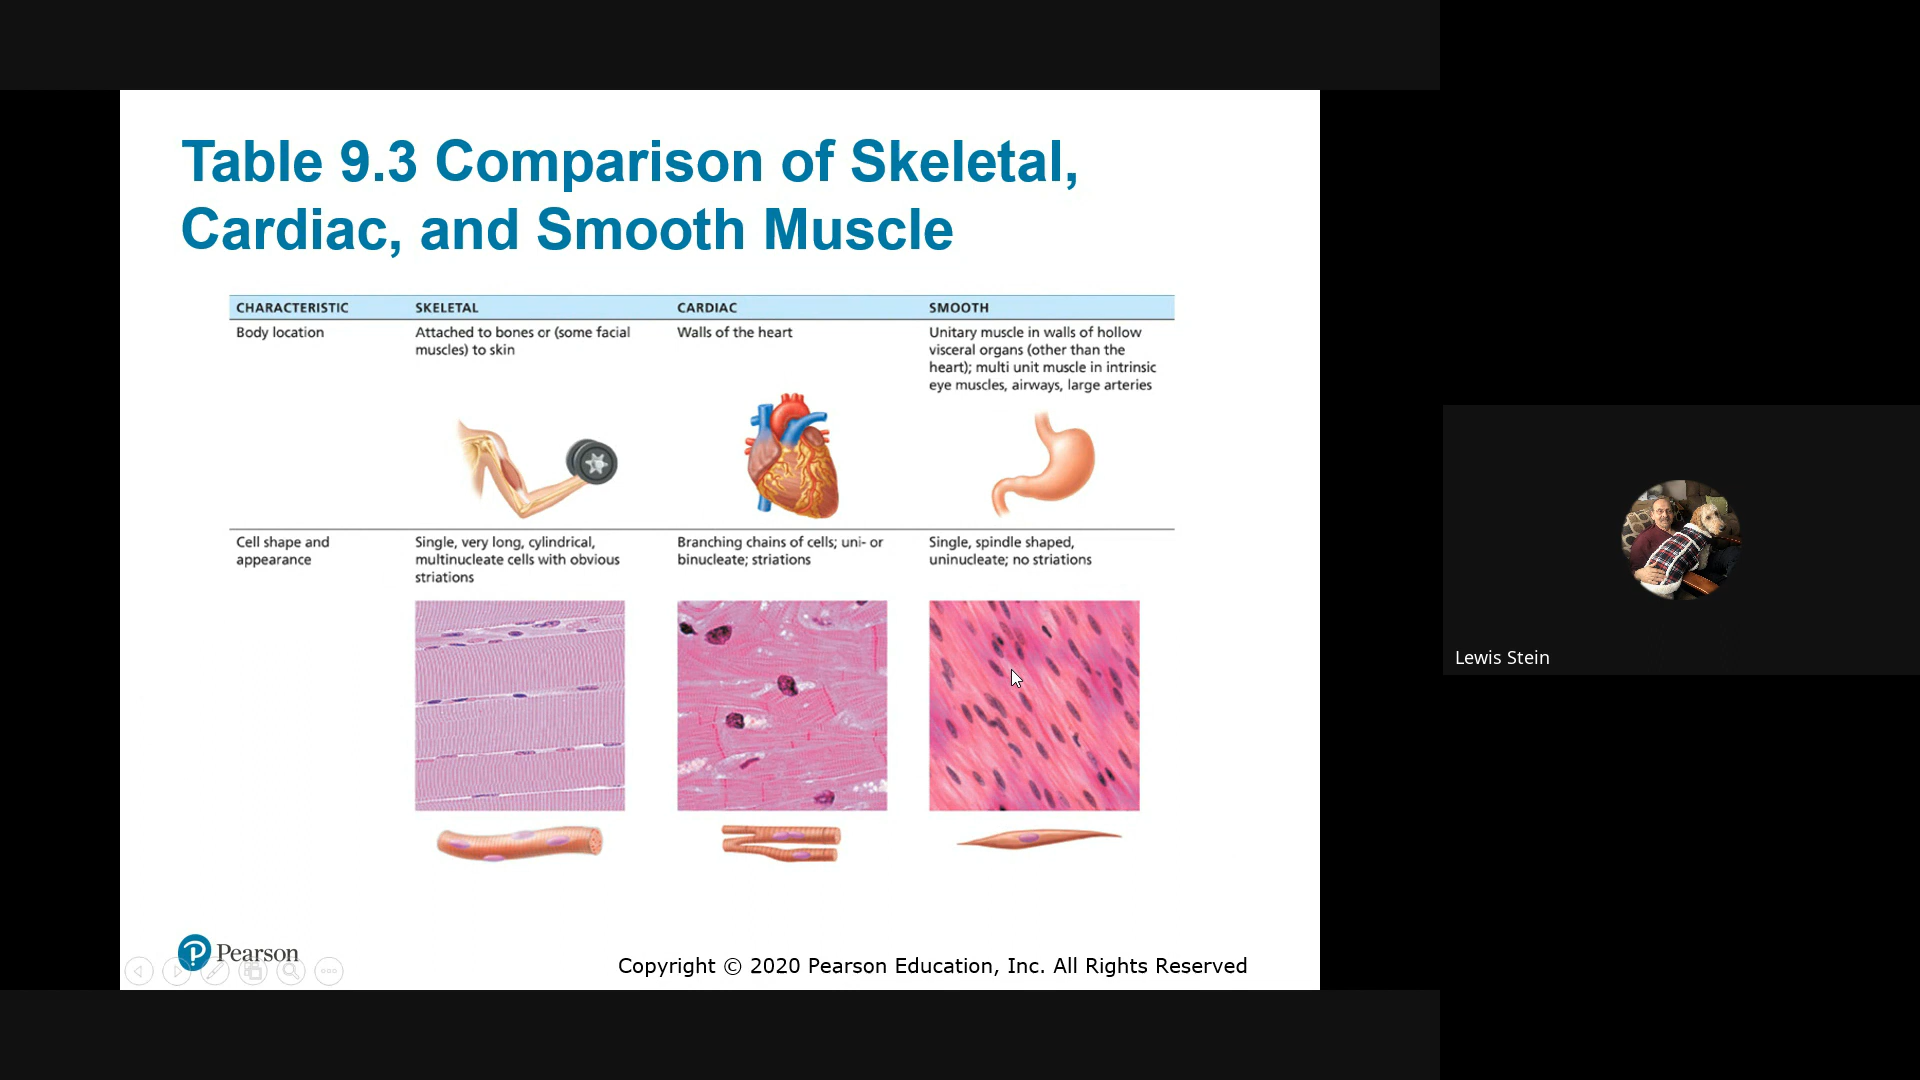 Table 9.3 Comparison of Skeletal,
Cardiac, and Smooth Muscle
CHARACTERISTIC SKELETAL CARDIAC SMOOTH
Body location
Attached to bones or (some facial
muscles) to skin
Walls of the heart
Unitary muscle in walls of hollow
visceral organs (other than the
heart); multi unit muscle in intrinsic
eye muscles, airways, large arteries
Cell shape and
appearance
Single, very long, cylindrical,
multinucleate cells with obvious
striations
Branching chains of cells; uni- or
binucleate; striations
Single, spindle shaped,
uninucleate; no striations
Pearson
Copyright © 2020 Pearson Education, Inc. All Rights Reserved
Lewis Stein